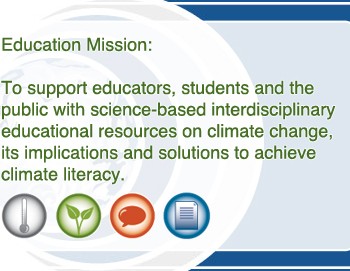 Education Mission:
To support educators, students and the
public with science-based interdisciplinary
educational resources on climate change,
its implications and solutions to achieve
climate literacy.